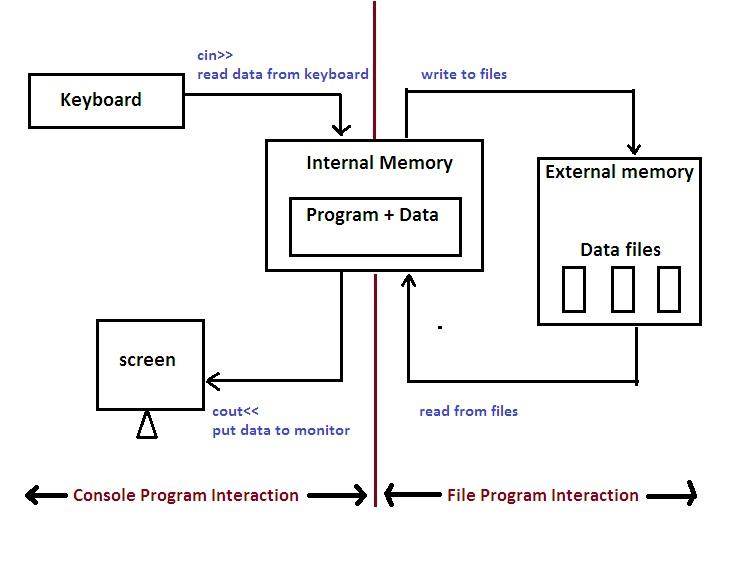 cin>>
read data from keyboard
write to files
Keyboard
Internal Memory
External memory
Program + Data
Data files
screen
cout<<
put data to monitor
read from files
Console Program Interaction
File Program Interaction